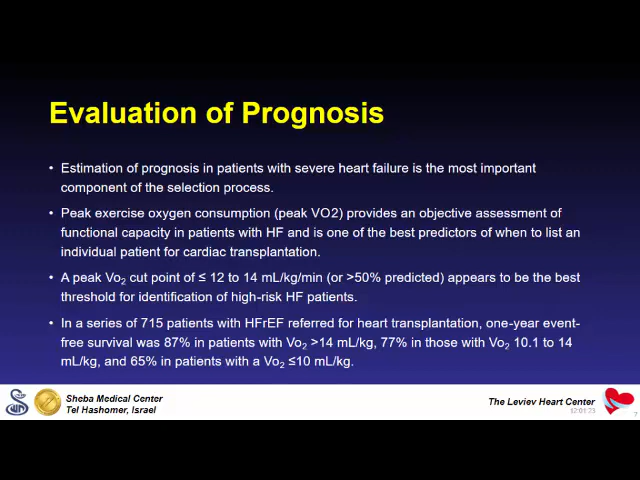 Evaluation of Prognosis
• Estimation of prognosis in patients with severe heart failure is the most important
component of the selection process.
• Peak exercise oxygen consumption (peak VO2) provides an objective assessment of
functional capacity in patients with HF and is one of the best predictors of when to list an
individual patient for cardiac transplantation.
• A peak Vo2 cut point of ≤ 12 to 14 mL/kg/min (or >50% predicted) appears to be the best
threshold for identification of high-risk HF patients.
• In a series of 715 patients with HFrEF referred for heart transplantation, one-year event-
free survival was 87% in patients with Vo2 >14 mL/kg, 77% in those with Vo2 10.1 to 14
mL/kg, and 65% in patients with a Vo2 ≤10 mL/kg.
Sheba Medical Center
Tel Hashomer, Israel
The Leviev Heart Center
7